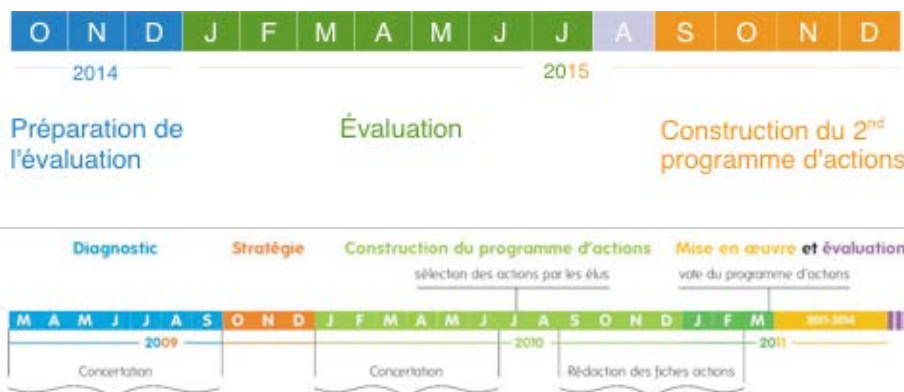 O N D J F M A M J J A S O N D
2014 2015
Préparation de l'évaluation
Évaluation
Construction du 2nd programme d'actions
Diagnostic Stratégie Construction du programme d'actions Mise en œuvre et évaluation
sélection des actions par les élus vote du programme d'actions
M A M J J A S O N D J F M A M J J A S O N D J F M 2011-2014
2009 2010 2011
Concertation Concertation Rédaction des fiches actions